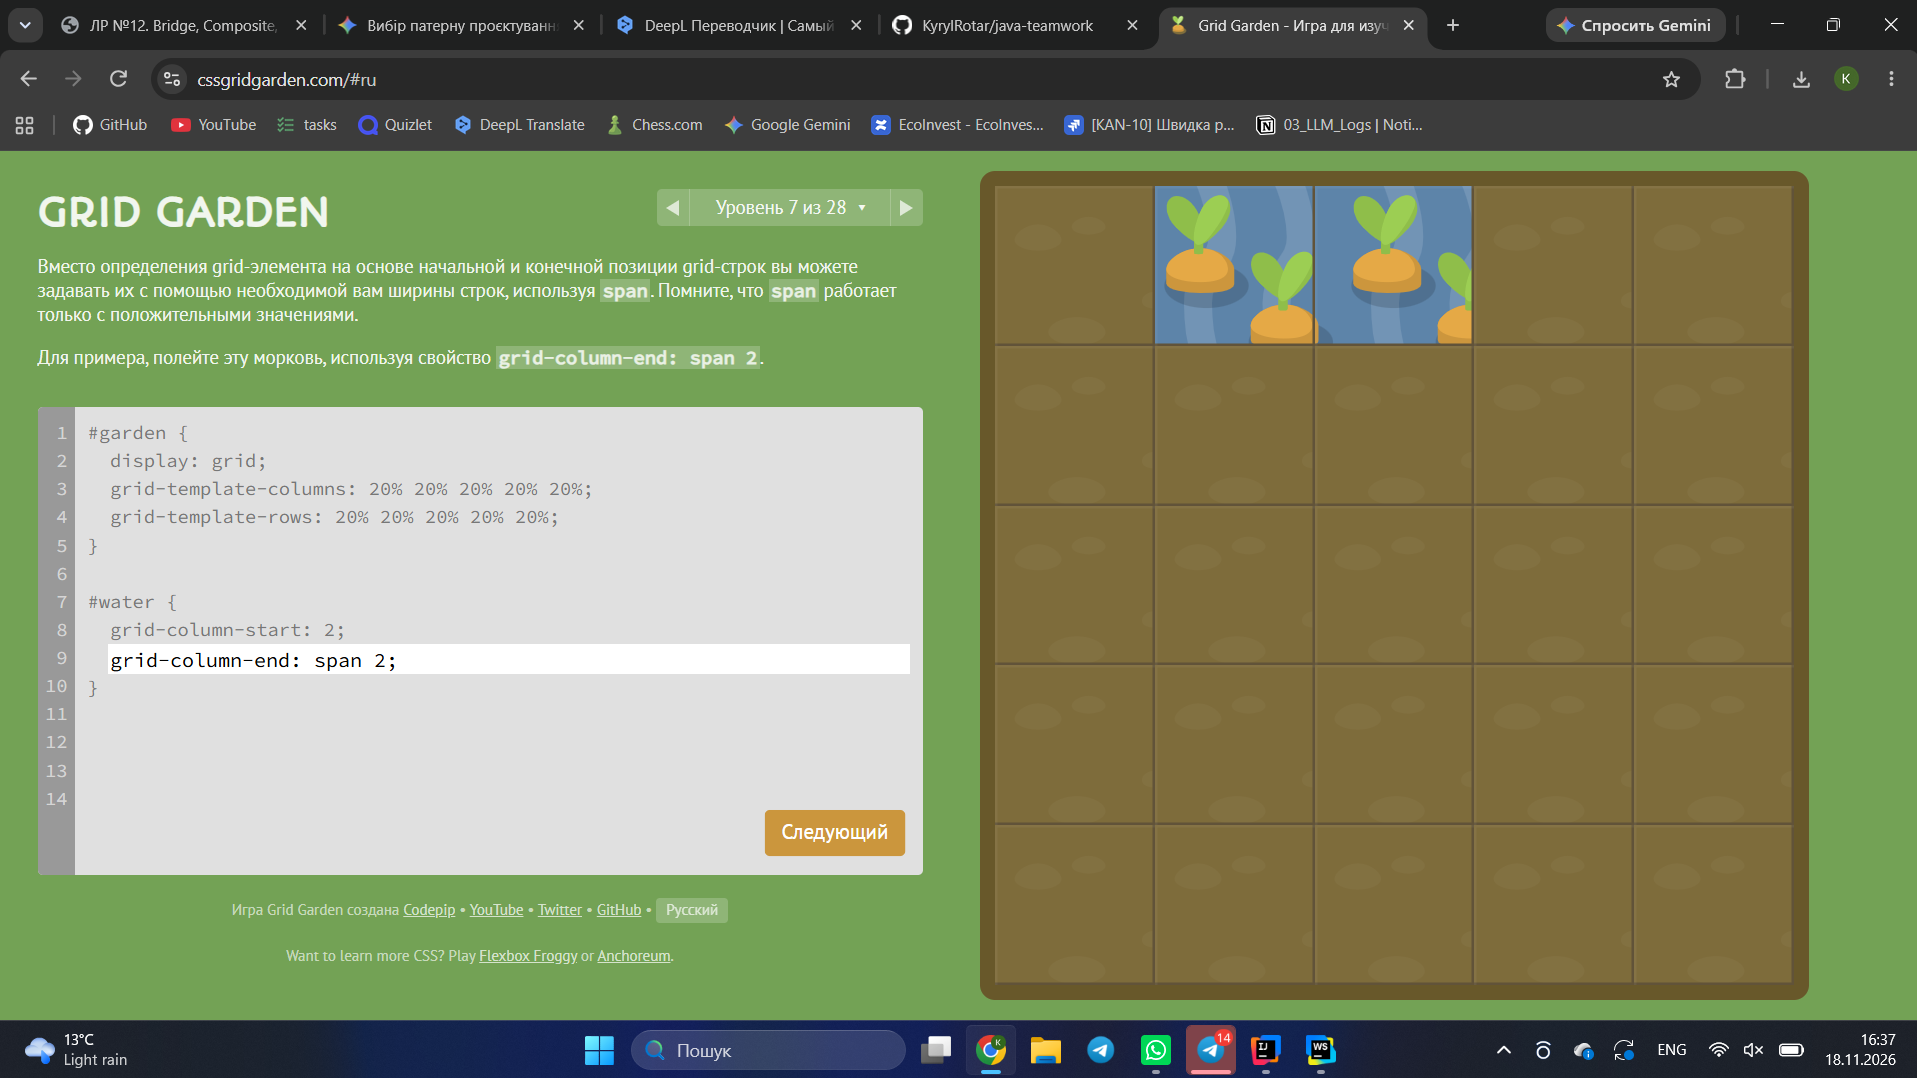 ЛР №12. Bridge, Composite,
Вибір патерну проєктуванн
DeepL Переводчик | Самый
KyrylRotar/java-teamwork
Grid Garden - Игра для изуч
Спросить Gemini
cssgridgarden.com/#ru
K
GitHub
YouTube
tasks
Quizlet
DeepL Translate
Chess.com
Google Gemini
EcoInvest - EcoInves...
[KAN-10] Швидка р...
03_LLM_Logs | Noti...
GRID GARDEN
Уровень 7 из 28
Вместо определения grid-элемента на основе начальной и конечной позиции grid-строк вы можете
задавать их с помощью необходимой вам ширины строк, используя span. Помните, что span работает
только с положительными значениями.
Для примера, полейте эту морковь, используя свойство grid-column-end: span 2.
1 #garden {
2 display: grid;
3 grid-template-columns: 20% 20% 20% 20% 20%;
4 grid-template-rows: 20% 20% 20% 20% 20%;
5 }
6
7 #water {
8 grid-column-start: 2;
9 grid-column-end: span 2;
10 }
11
12
13
14
Следующий
Игра Grid Garden создана Codepip • YouTube • Twitter • GitHub • Русский
Want to learn more CSS? Play Flexbox Froggy or Anchoreum.
13°C
Light rain
Пошук
K
14
IJ
WS
ENG
16:37
18.11.2026